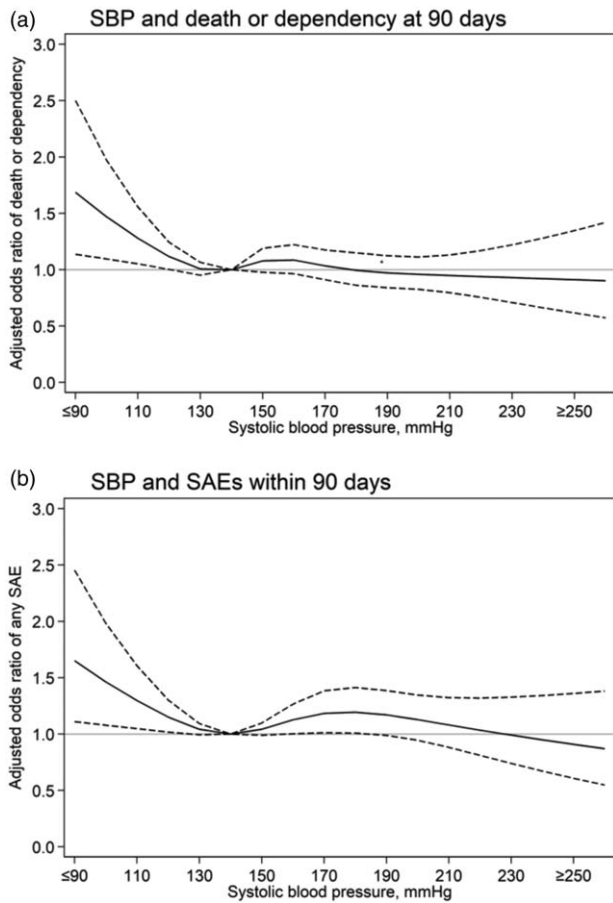 (a)
SBP and death or dependency at 90 days
Adjusted odds ratio of death or dependency
3.0
2.5
2.0
1.5
1.0
0.5
0.0
≤90 110 130 150 170 190 210 230 ≥250
Systolic blood pressure, mmHg
(b)
SBP and SAEs within 90 days
Adjusted odds ratio of any SAE
3.0
2.5
2.0
1.5
1.0
0.5
0.0
≤90 110 130 150 170 190 210 230 ≥250
Systolic blood pressure, mmHg